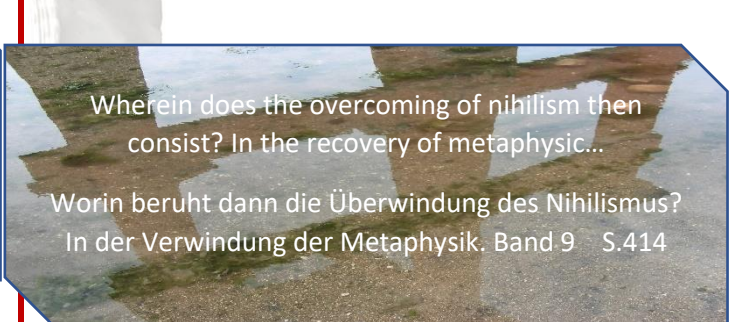 Wherein does the overcoming of nihilism then
consist? In the recovery of metaphysic…
Worin beruht dann die Überwindung des Nihilismus?
In der Verwindung der Metaphysik. Band 9 S.414